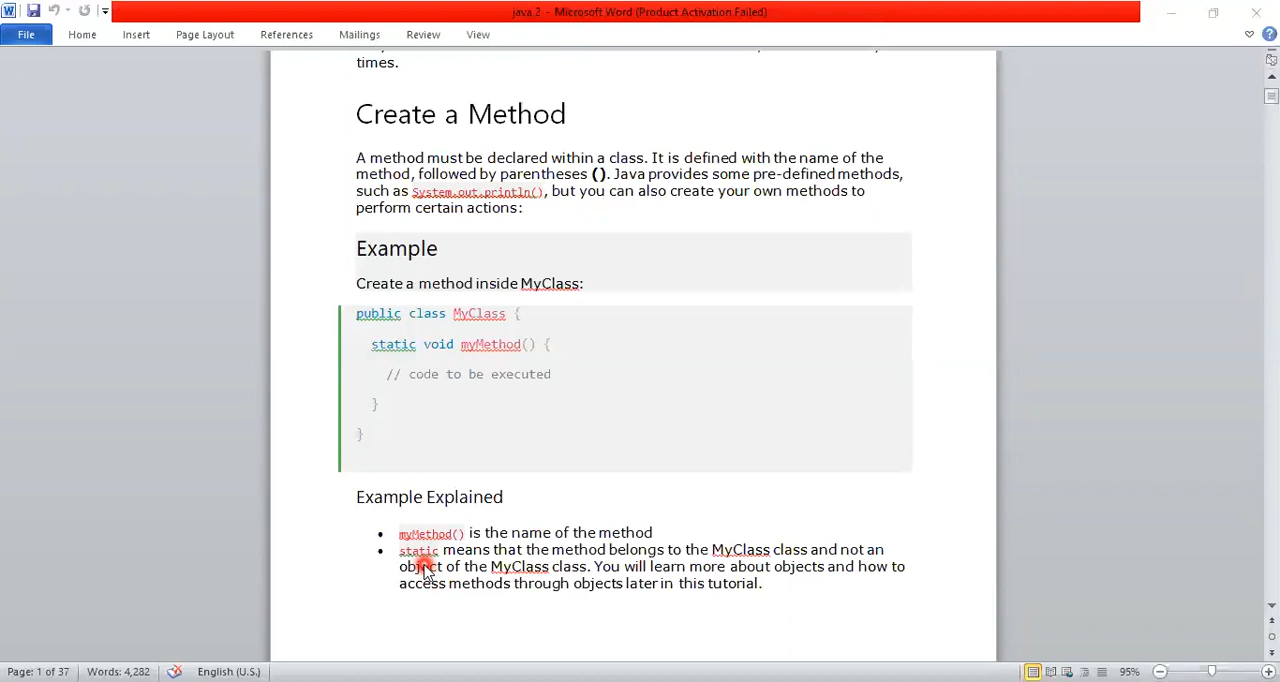 java 2 - Microsoft Word (Product Activation Failed)
File Home Insert Page Layout References Mailings Review View
times.
Create a Method
A method must be declared within a class. It is defined with the name of the
method, followed by parentheses (). Java provides some pre-defined methods,
such as System.out.println(), but you can also create your own methods to
perform certain actions:
Example
Create a method inside MyClass:
public class MyClass {
static void myMethod() {
// code to be executed
}
}
Example Explained
• myMethod() is the name of the method
• static means that the method belongs to the MyClass class and not an
object of the MyClass class. You will learn more about objects and how to
access methods through objects later in this tutorial.
Page: 1 of 37 Words: 4,282 English (U.S.) 95%